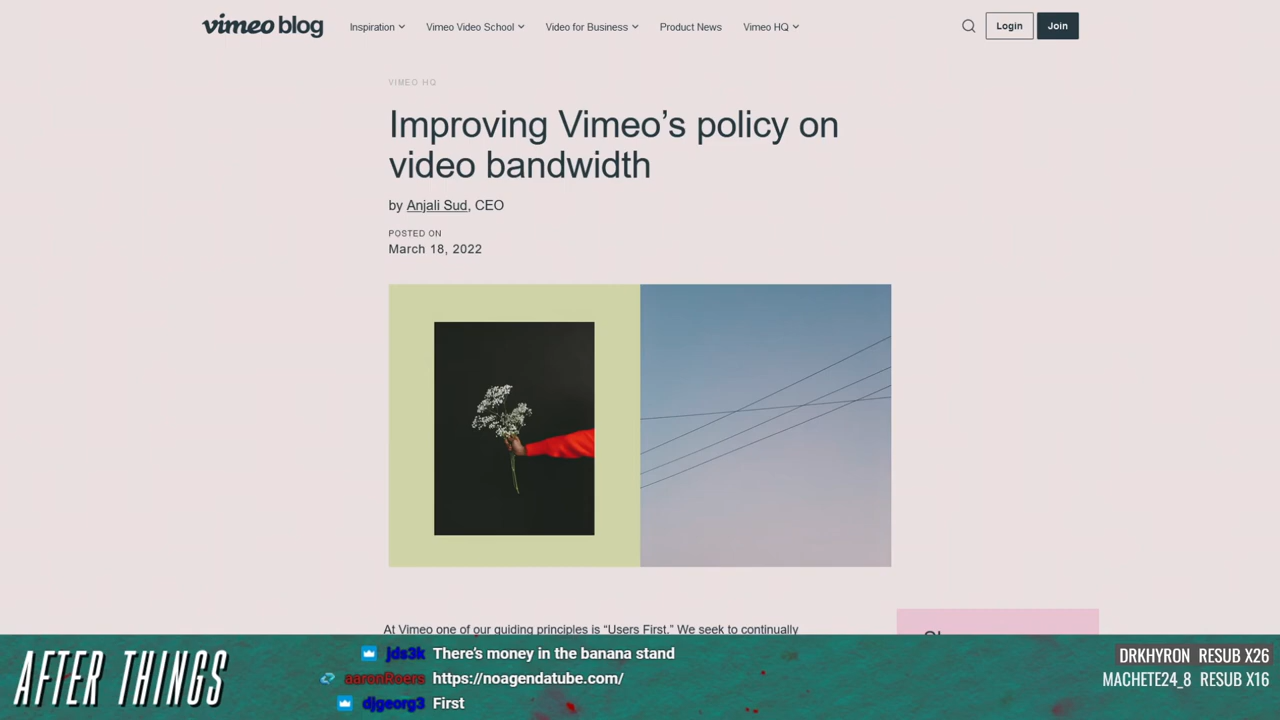 vimeo blog
Inspiration
Vimeo Video School
Video for Business
Product News
Vimeo HQ
Login
Join
VIMEO HQ
Improving Vimeo’s policy on
video bandwidth
by Anjali Sud, CEO
POSTED ON
March 18, 2022
At Vimeo one of our guiding principles is “Users First.” We seek to continually
AFTER THINGS
jds3k There's money in the banana stand
aaronRoers https://noagendatube.com/
djgeorg3 First
DRKHYRON RESUB X26
MACHETE24_8 RESUB X16